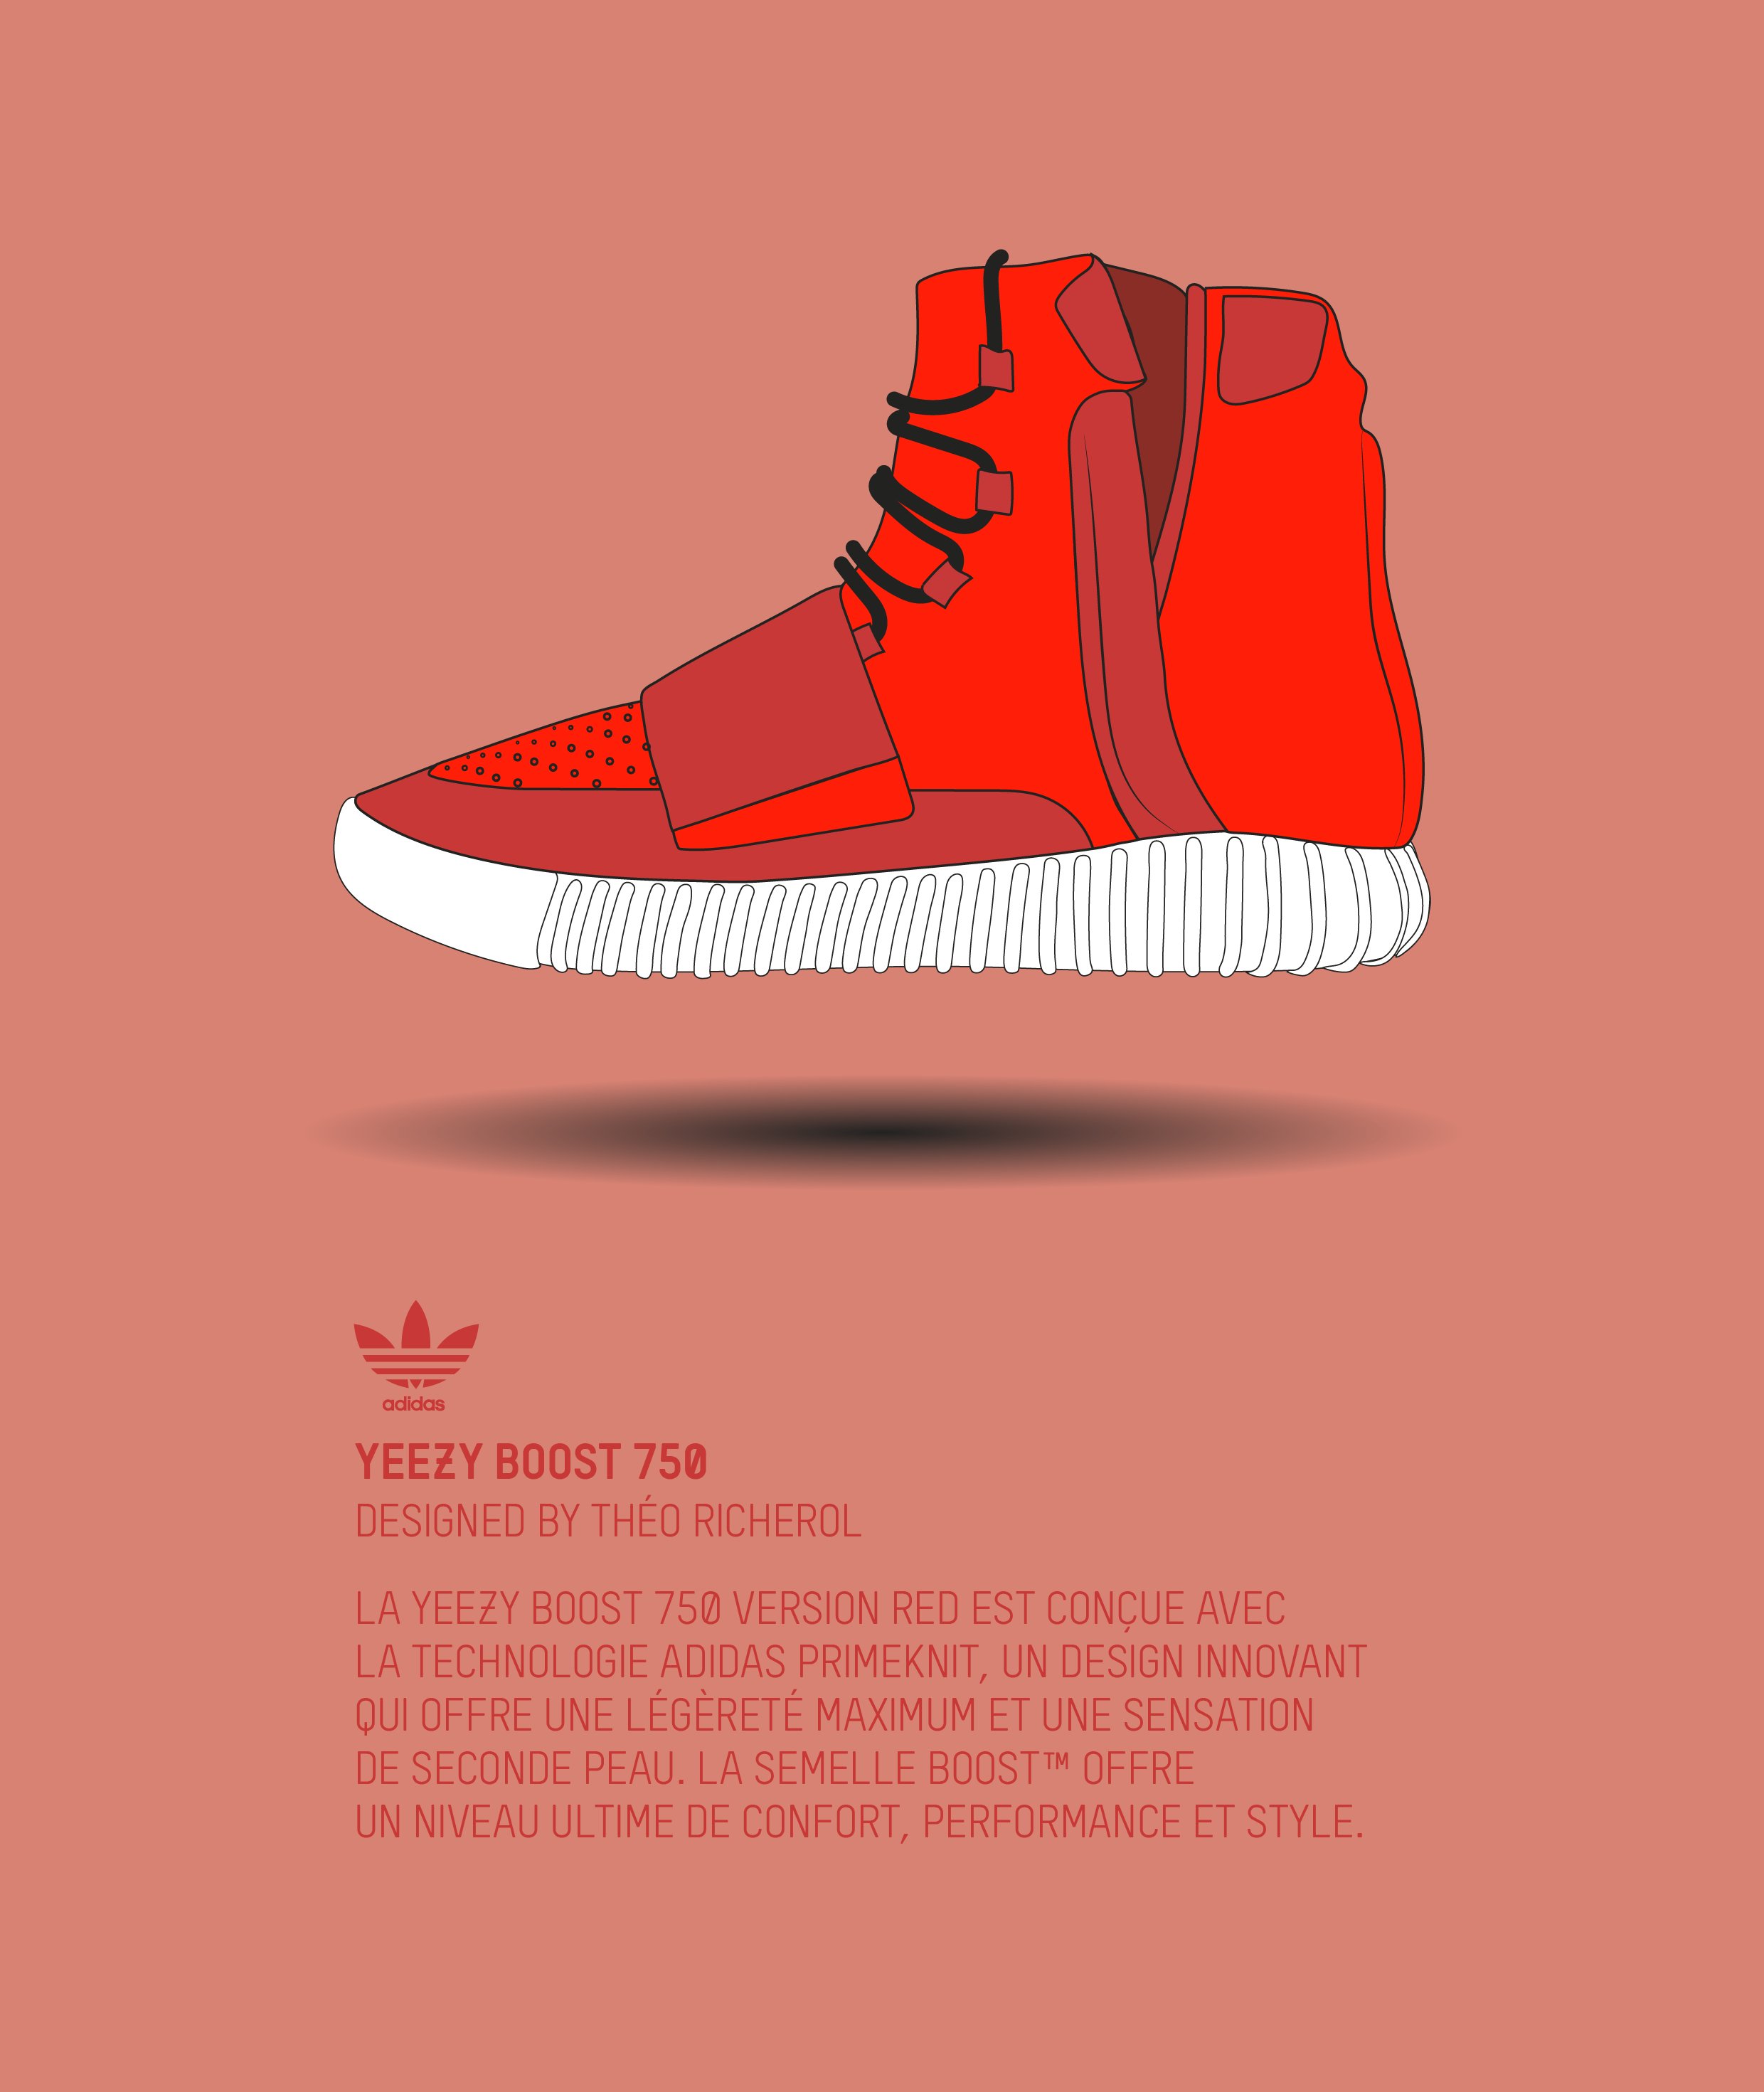 adidas
YEEZY BOOST 750
DESIGNED BY THÉO RICHEROL
LA YEEZY BOOST 750 VERSION RED EST CONÇUE AVEC
LA TECHNOLOGIE ADIDAS PRIMEKNIT, UN DESIGN INNOVANT
QUI OFFRE UNE LÉGÈRETÉ MAXIMUM ET UNE SENSATION
DE SECONDE PEAU. LA SEMELLE BOOST™ OFFRE
UN NIVEAU ULTIME DE CONFORT, PERFORMANCE ET STYLE.